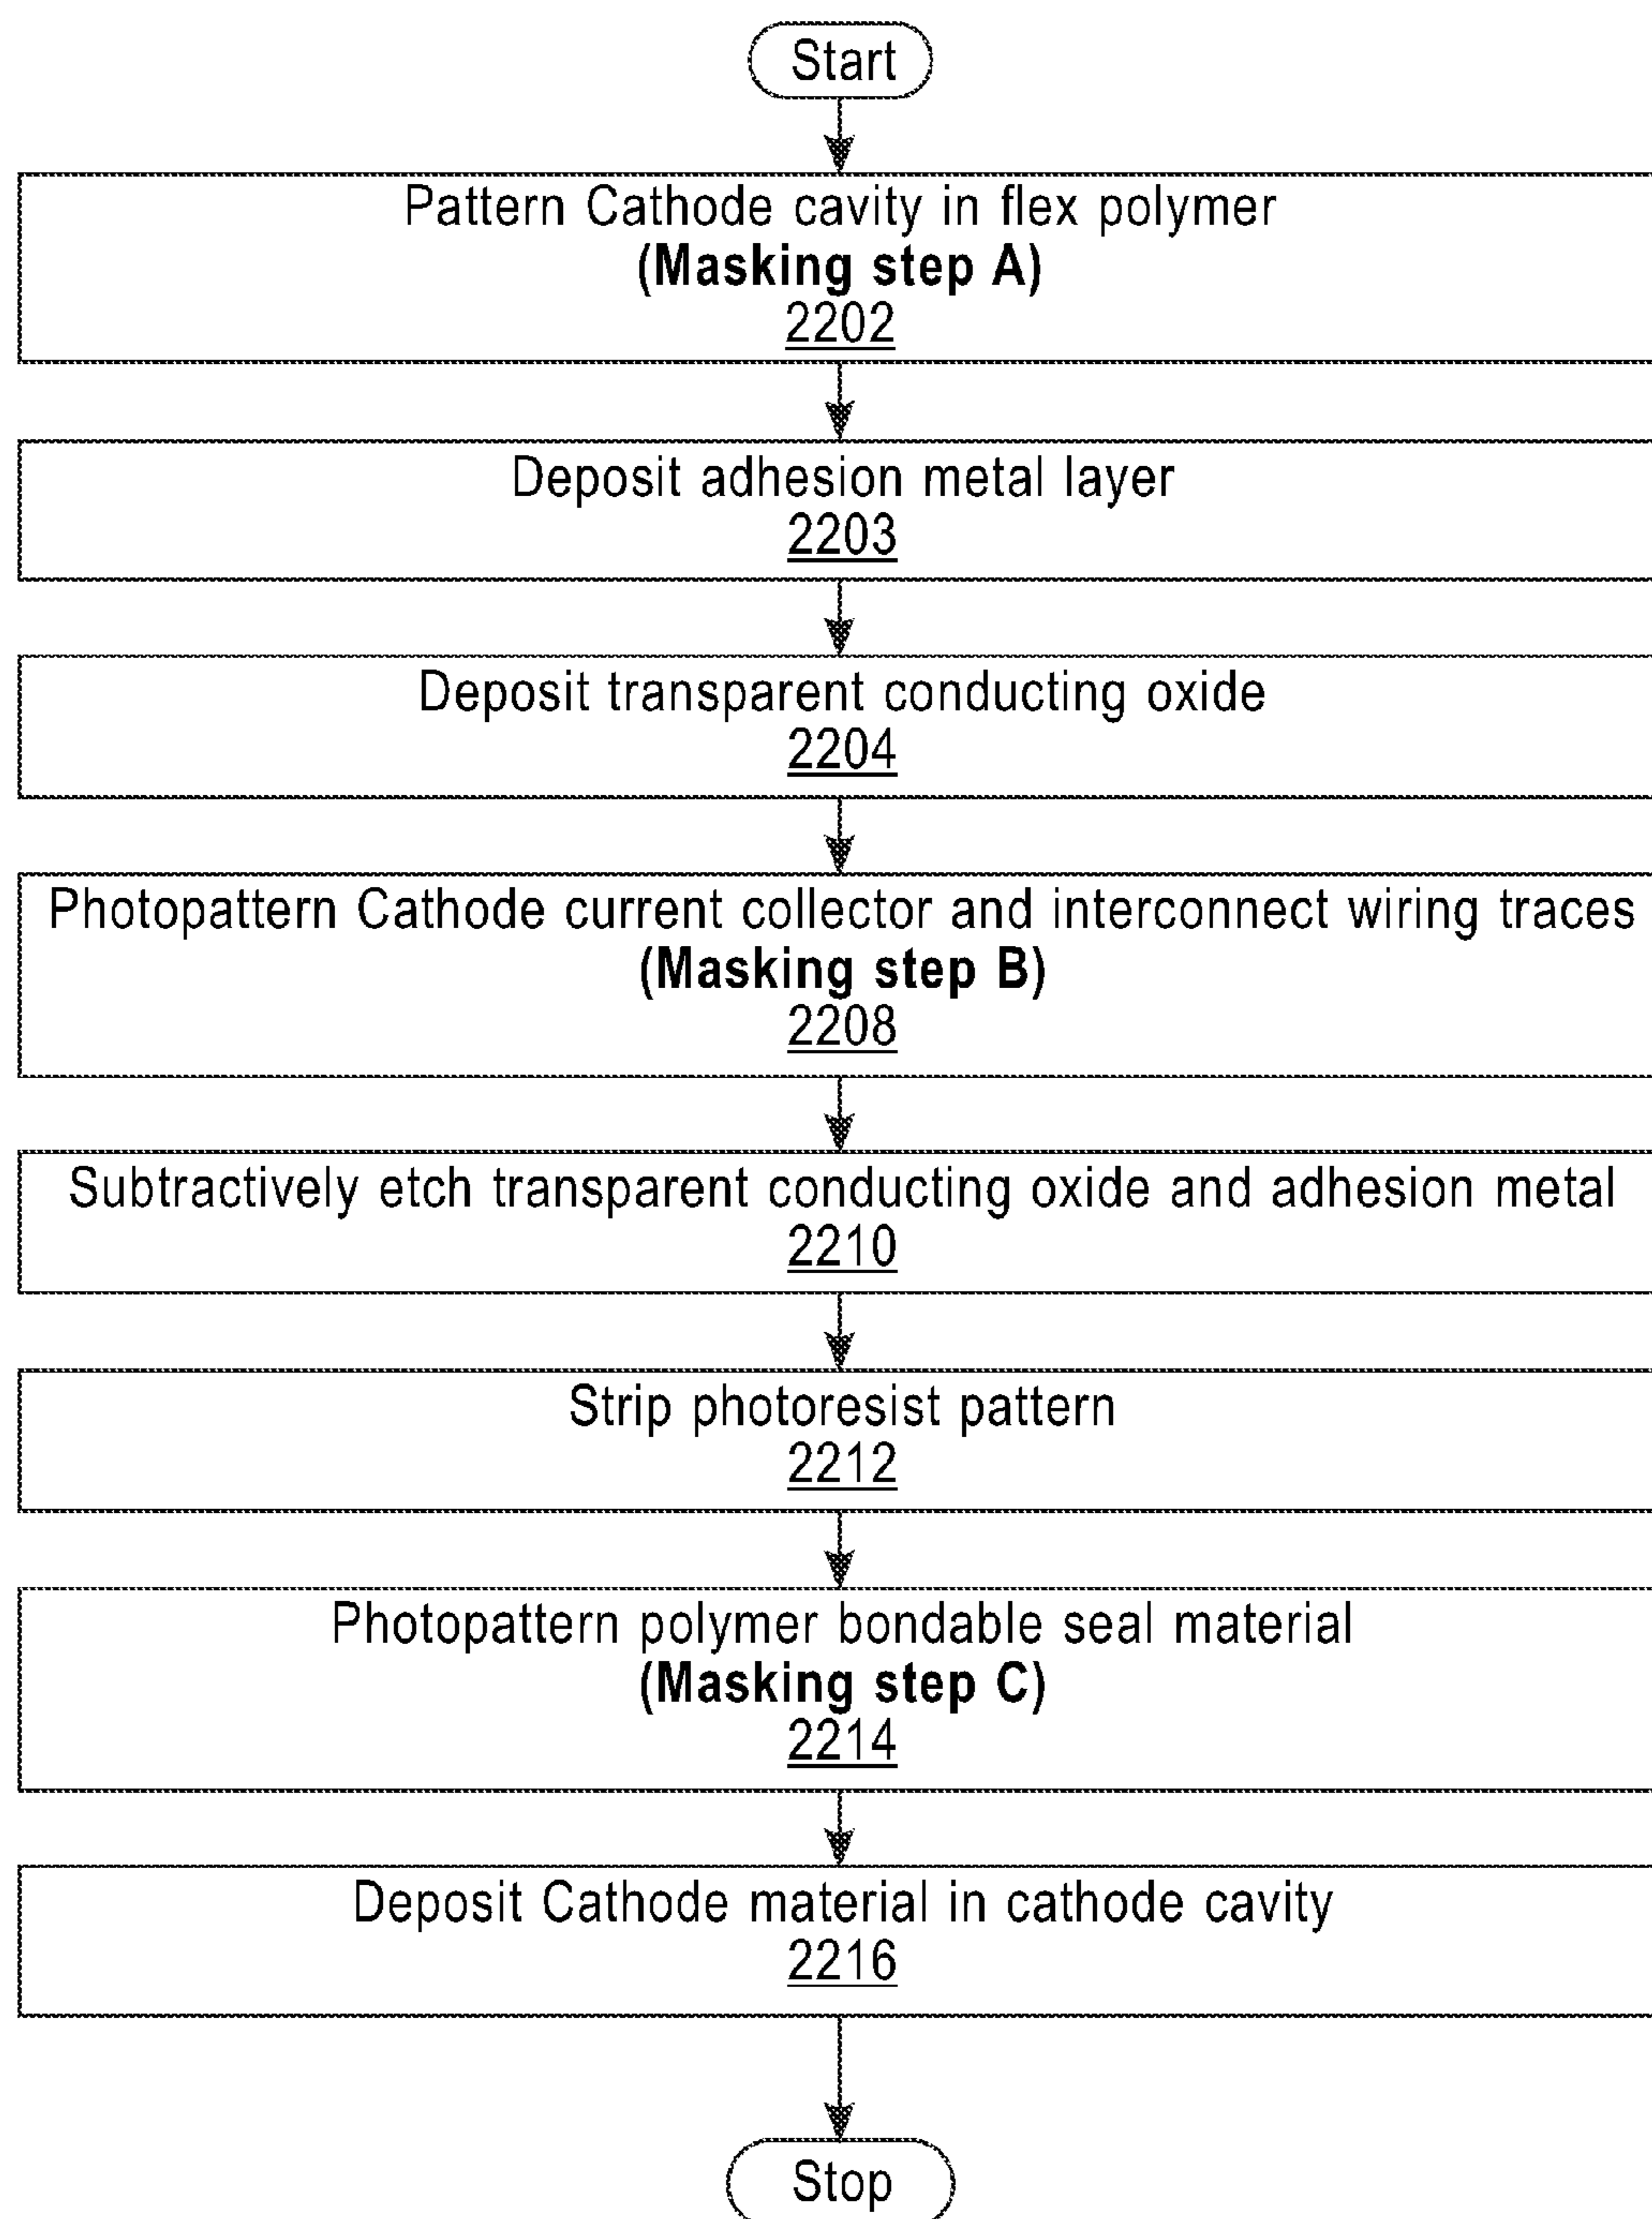 Start
Pattern Cathode cavity in flex polymer
(Masking step A)
2202
Deposit adhesion metal layer
2203
Deposit transparent conducting oxide
2204
Photopattern Cathode current collector and interconnect wiring traces
(Masking step B)
2208
Subtractively etch transparent conducting oxide and adhesion metal
2210
Strip photoresist pattern
2212
Photopattern polymer bondable seal material
(Masking step C)
2214
Deposit Cathode material in cathode cavity
2216
Stop